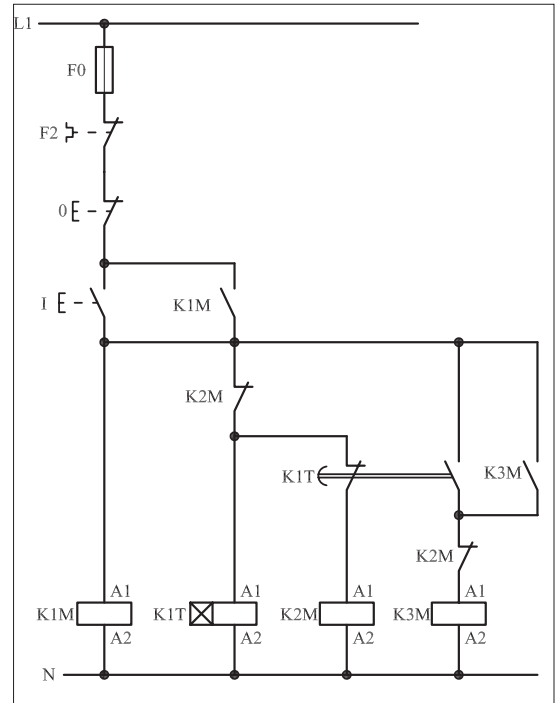 L1
F0
F2
0
I
K1M
K2M
K1T
K3M
K2M
A1 A1 A1 A1
K1M K1T K2M K3M
A2 A2 A2 A2
N